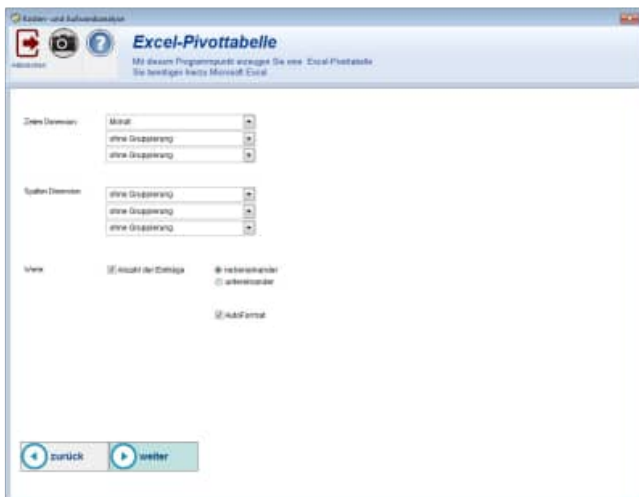 Kosten- und Aufwandsanalyse
Abbrechen
Excel-Pivottabelle
Mit diesem Programmpunkt erzeugen Sie eine Excel-Pivottabelle
Sie benötigen hierzu Microsoft Excel
Zeilen Dimension
Monat
ohne Gruppierung
ohne Gruppierung
Spalten Dimension
ohne Gruppierung
ohne Gruppierung
ohne Gruppierung
Werte
Anzahl der Einträge
nebeneinander
untereinander
AutoFormat
zurück
weiter